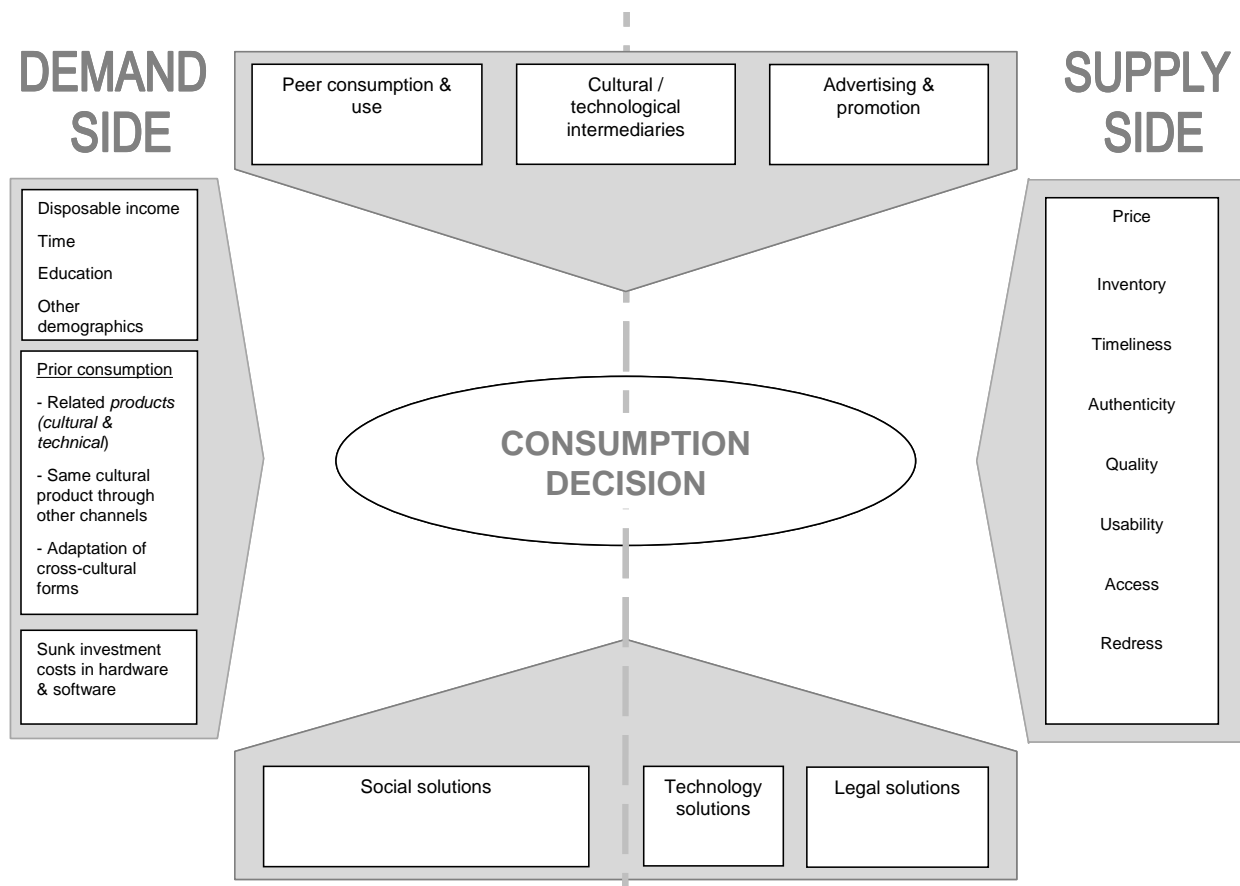 DEMAND
SIDE
Peer consumption &
use
Cultural /
technological
intermediaries
Advertising &
promotion
SUPPLY
SIDE
Disposable income
Time
Education
Other
demographics
Prior consumption
- Related products
(cultural &
technical)
- Same cultural
product through
other channels
- Adaptation of
cross-cultural
forms
Sunk investment
costs in hardware
& software
CONSUMPTION
DECISION
Price
Inventory
Timeliness
Authenticity
Quality
Usability
Access
Redress
Social solutions
Technology
solutions
Legal solutions